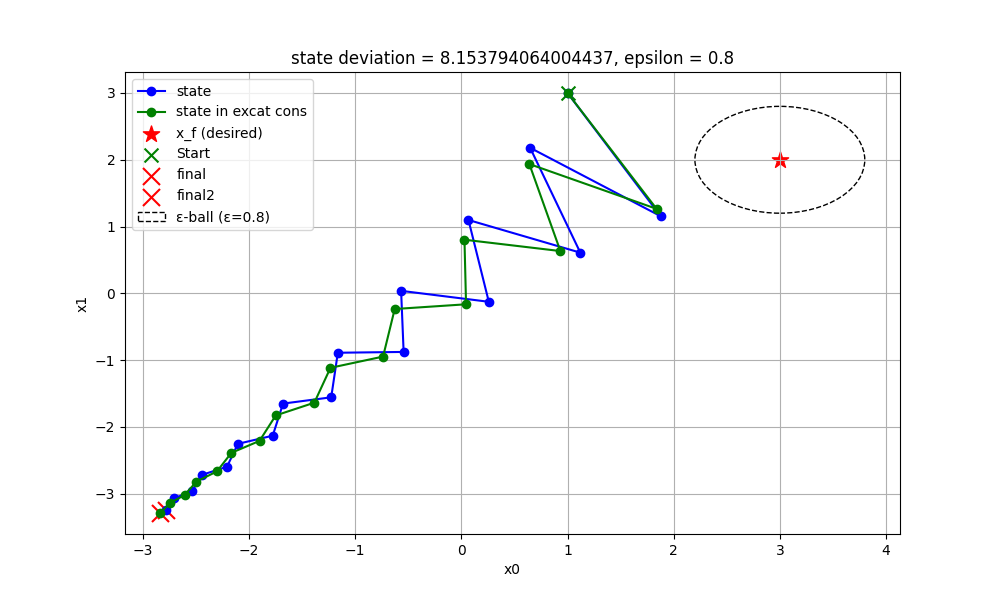 state deviation = 8.153794064004437, epsilon = 0.8
state
state in excat cons
x_f (desired)
Start
final
final2
ε-ball (ε=0.8)
3
2
1
0
−1
−2
−3
x1
−3
−2
−1
0
1
2
3
4
x0